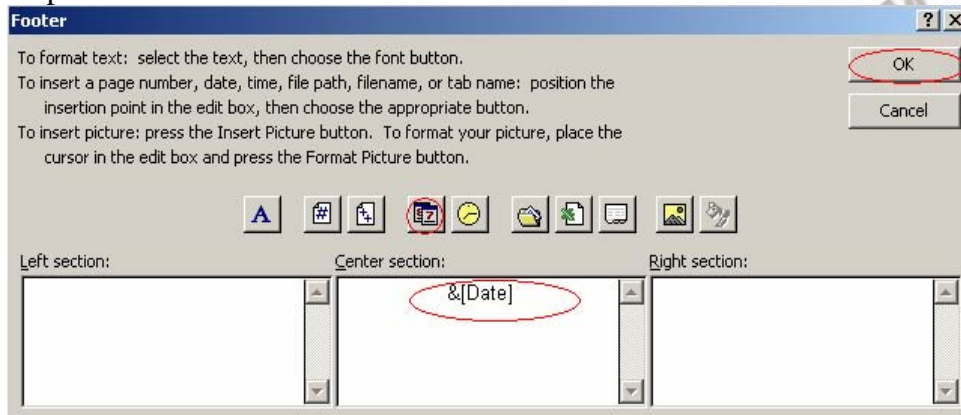 Footer
To format text: select the text, then choose the font button.
To insert a page number, date, time, file path, filename, or tab name: position the
insertion point in the edit box, then choose the appropriate button.
To insert picture: press the Insert Picture button. To format your picture, place the
cursor in the edit box and press the Format Picture button.
OK
Cancel
Left section:
Center section:
Right section:
&[Date]